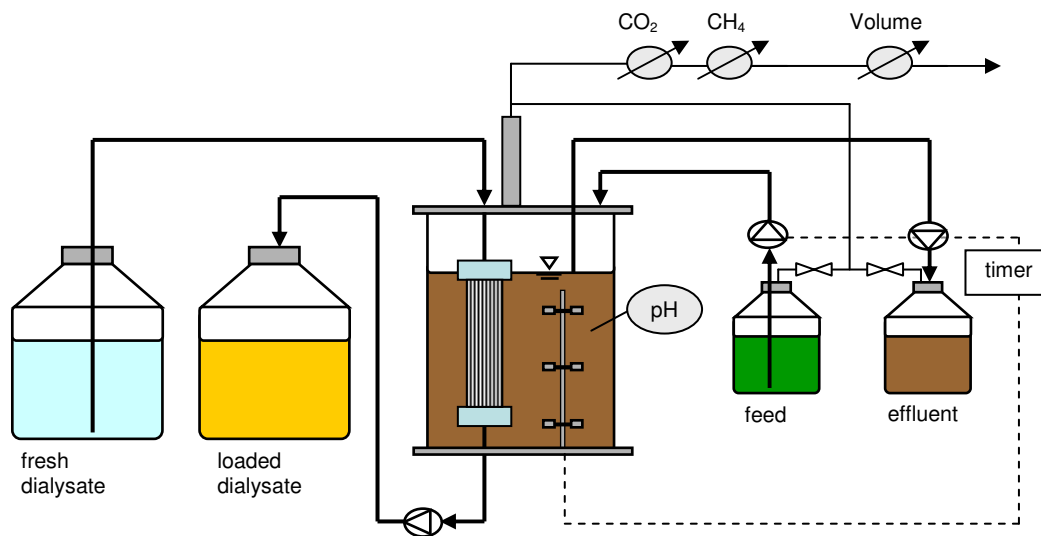 CO₂
CH₄
Volume
timer
pH
feed
effluent
fresh
dialysate
loaded
dialysate